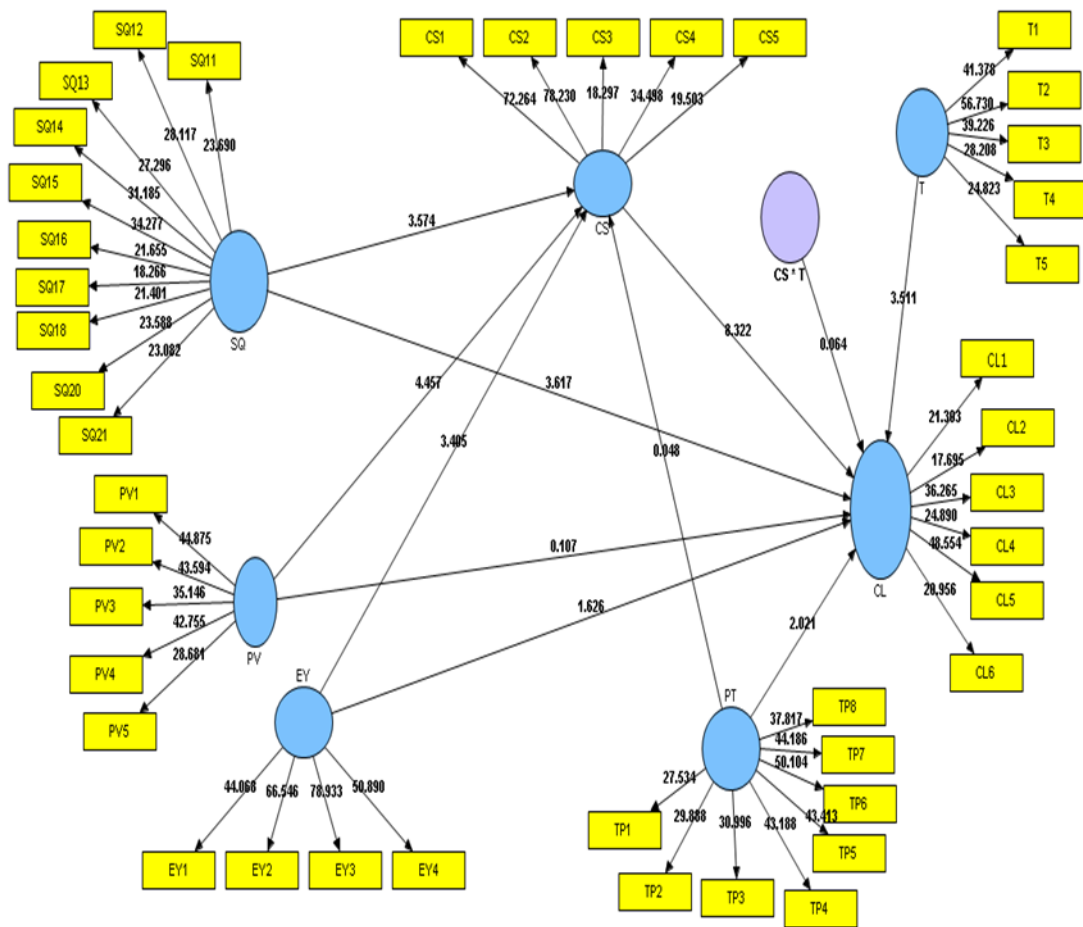 SQ12
SQ11
SQ13
SQ14
SQ15
SQ16
SQ17
SQ18
SQ20
SQ21
28.117
23.690
27.296
31.185
34.277
21.655
18.266
21.401
23.588
23.082
SQ
CS1
CS2
CS3
CS4
CS5
72.264
78.230
18.297
34.498
19.503
CS
T1
T2
T3
T4
T5
41.378
56.730
39.226
28.208
24.823
T
CS * T
3.574
3.511
8.322
0.064
4.457
3.617
3.405
0.048
0.107
1.626
2.021
CL1
CL2
CL3
CL4
CL5
CL6
21.303
17.695
36.265
24.890
48.554
20.956
CL
PV1
PV2
PV3
PV4
PV5
44.875
43.594
35.146
42.755
28.681
PV
EY
44.068
66.546
78.933
50.890
EY1
EY2
EY3
EY4
PT
37.817
44.186
50.104
43.413
27.534
29.888
30.996
43.188
TP8
TP7
TP6
TP5
TP1
TP2
TP3
TP4